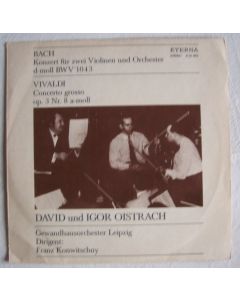 BACH
Konzert für zwei Violinen und Orchester
d-moll BWV 1043
ETERNA
VIVALDI
Concerto grosso
op. 3 Nr. 8 a-moll
DAVID und IGOR OISTRACH
Gewandhausorchester Leipzig
Dirigent:
Franz Konwitschny